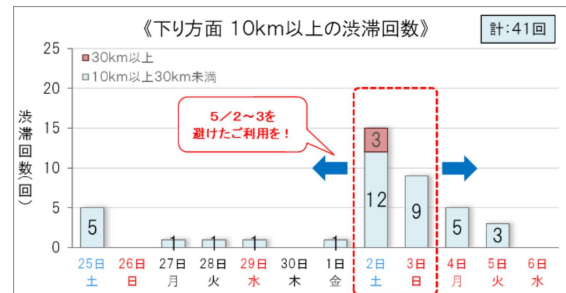 《下り方面 10km以上の渋滞回数》
計：41回
25
■30km以上
□10km以上30km未満
20
5／2～3を
避けたご利用を！
渋滞回数(回)
15
10
5
0
5
1
1
1
1
3
12
9
5
3
25日 26日 27日 28日 29日 30日 1日 2日 3日 4日 5日 6日
土 日 月 火 水 木 金 土 日 月 火 水